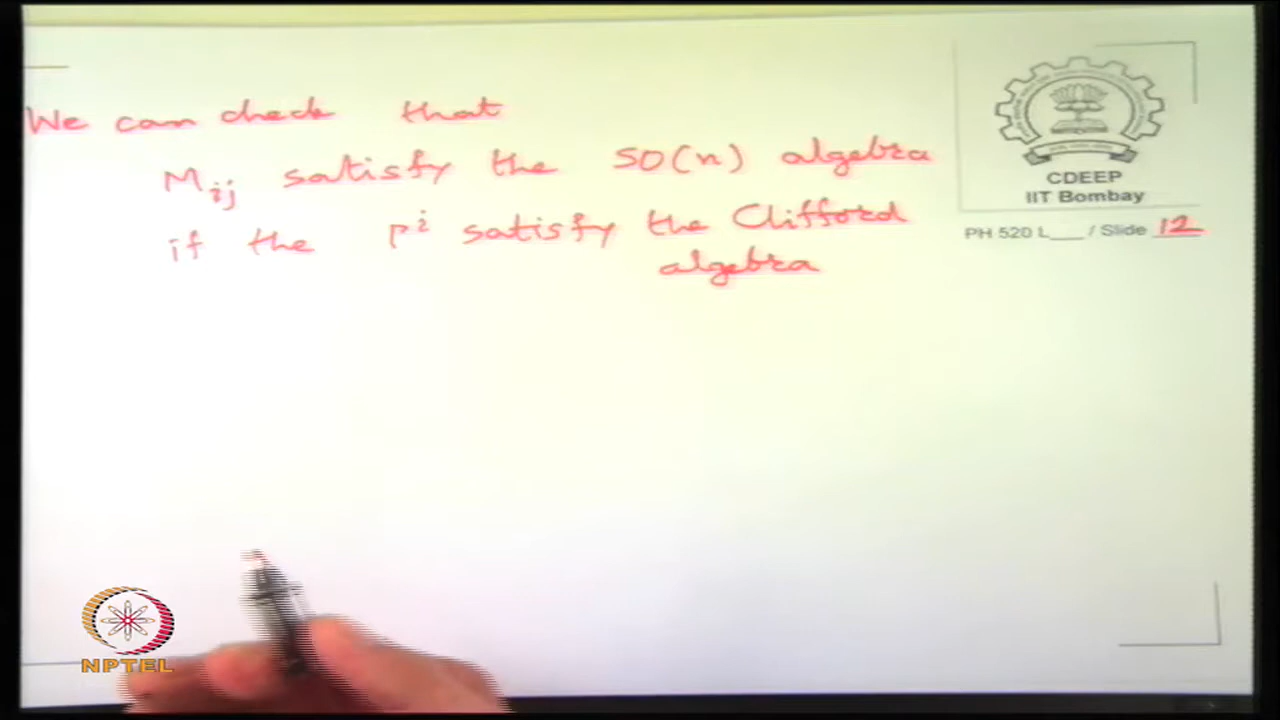 We can check that
M_ij satisfy the SO(n) algebra
if the Γ^i satisfy the Clifford
algebra
CDEEP
IIT Bombay
PH 520 L___ / Slide 12
NPTEL